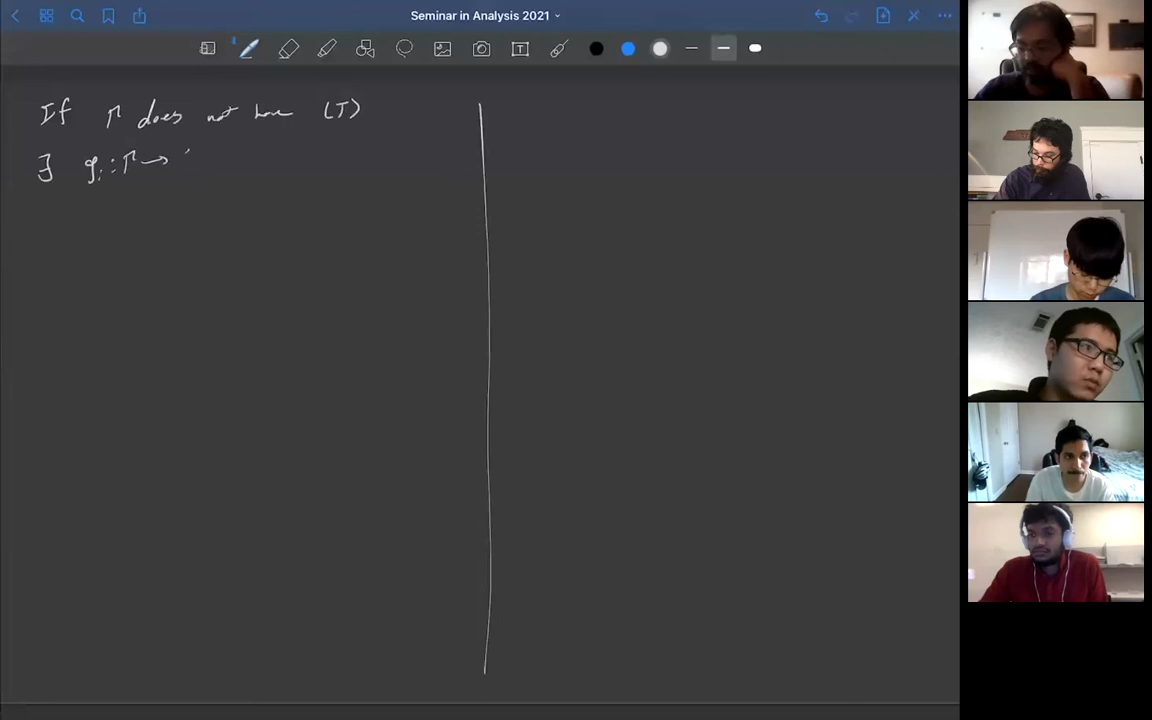 Seminar in Analysis 2021
If Γ does not have (T)
∃ φᵢ : Γ →